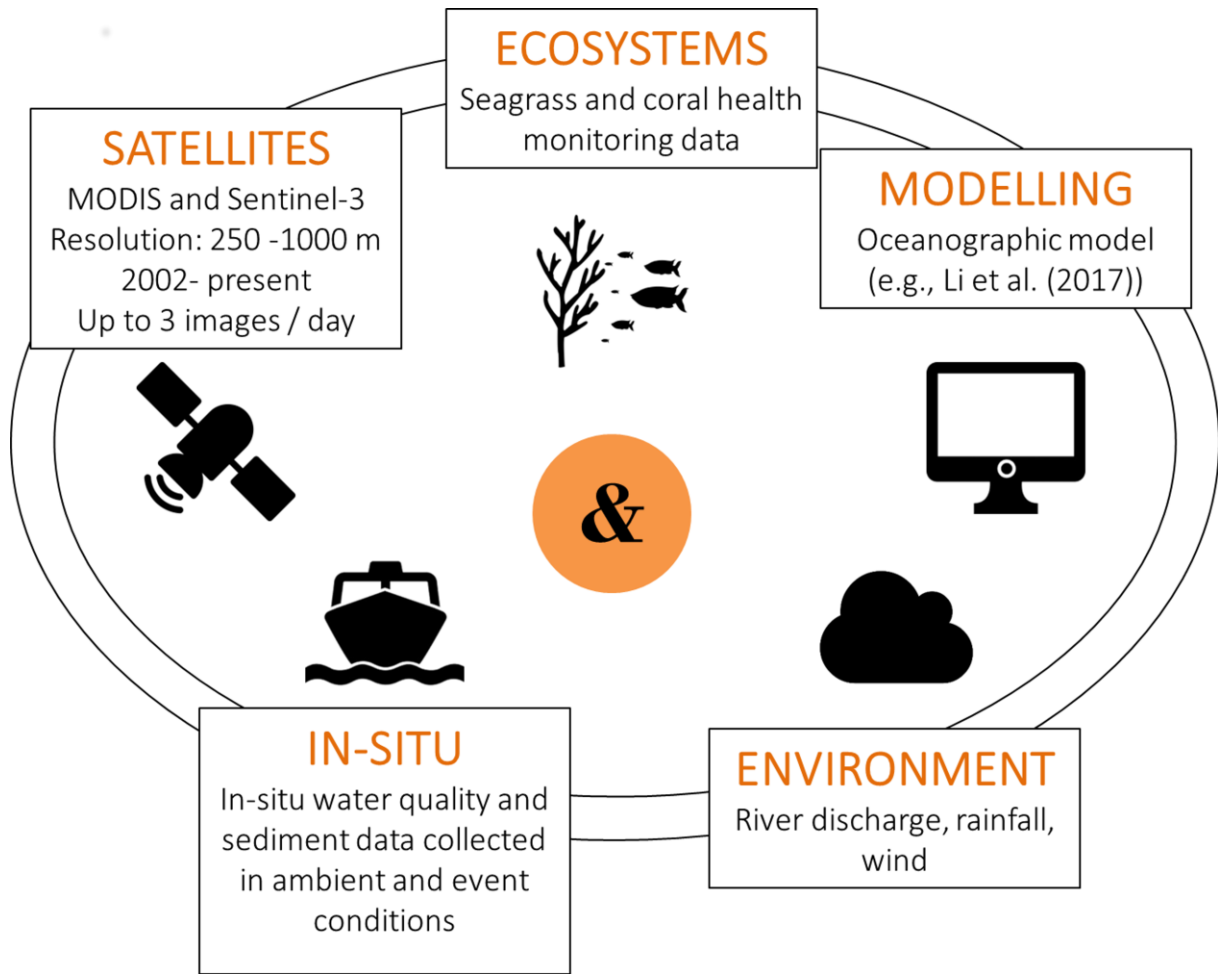 ECOSYSTEMS
Seagrass and coral health
monitoring data
SATELLITES
MODIS and Sentinel-3
Resolution: 250 -1000 m
2002- present
Up to 3 images / day
MODELLING
Oceanographic model
(e.g., Li et al. (2017))
&
IN-SITU
In-situ water quality and
sediment data collected
in ambient and event
conditions
ENVIRONMENT
River discharge, rainfall,
wind